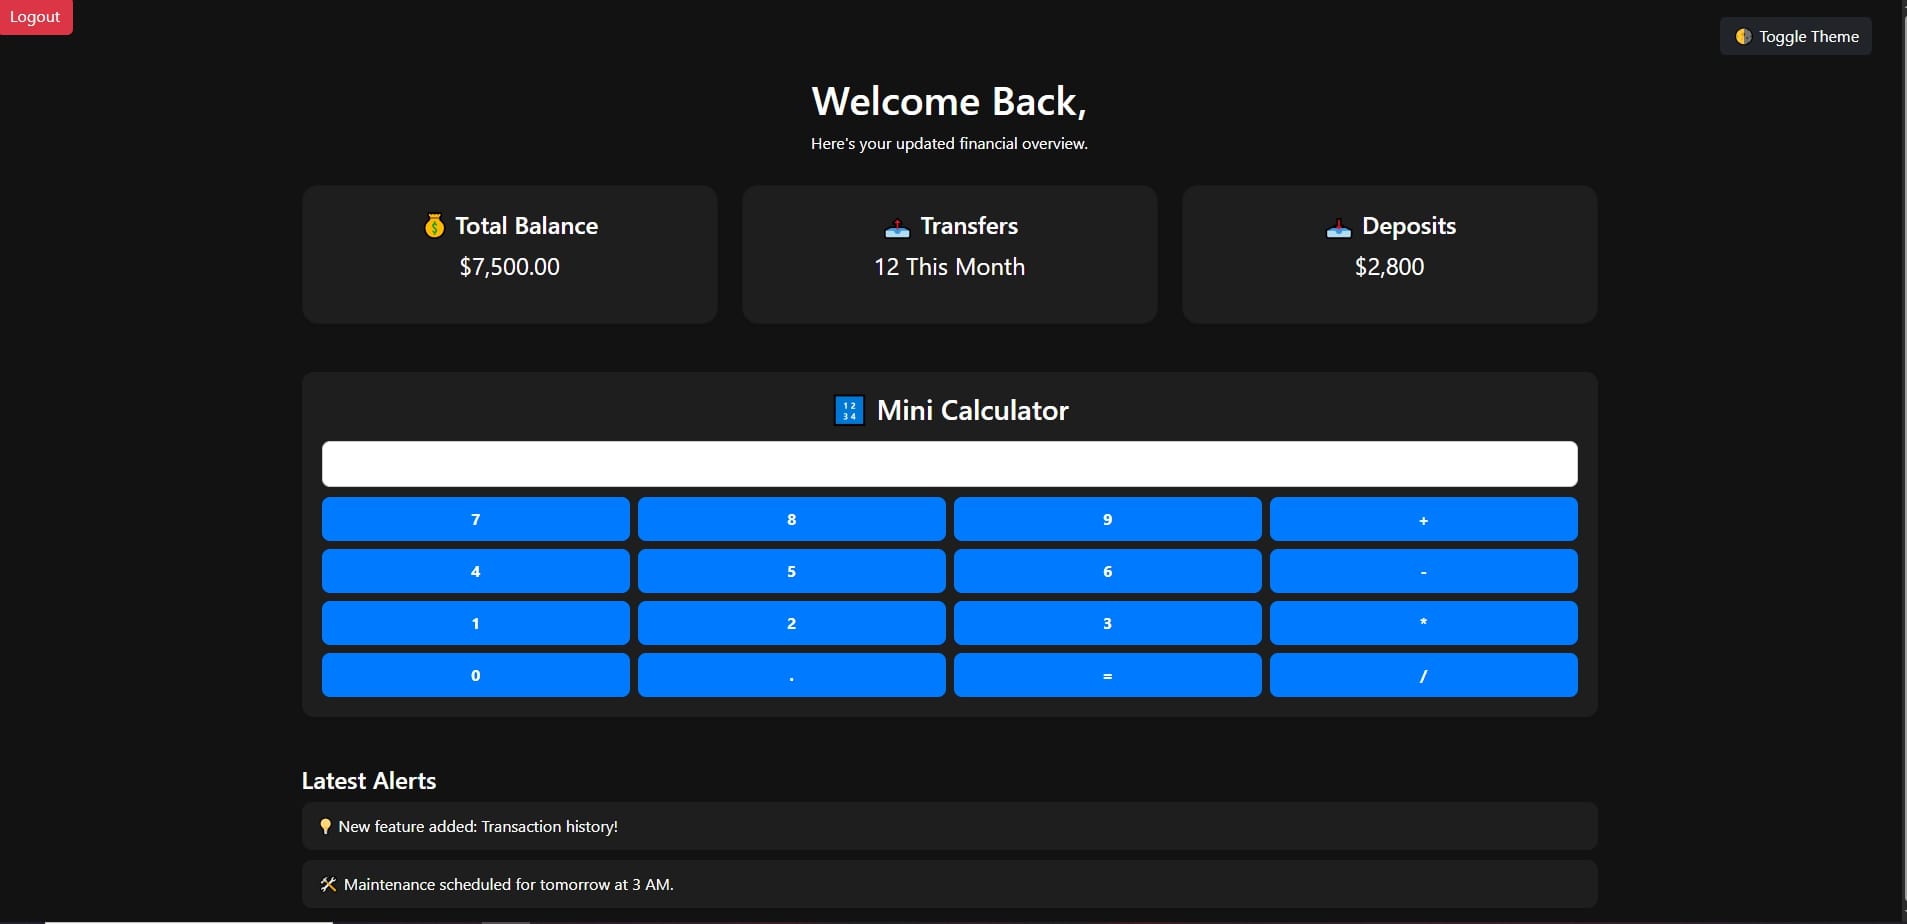 Logout
🌗 Toggle Theme
Welcome Back,
Here's your updated financial overview.
💰 Total Balance
$7,500.00
📤 Transfers
12 This Month
📥 Deposits
$2,800
🔢 Mini Calculator
7 8 9 +
4 5 6 -
1 2 3 *
0 . = /
Latest Alerts
💡 New feature added: Transaction history!
🛠 Maintenance scheduled for tomorrow at 3 AM.